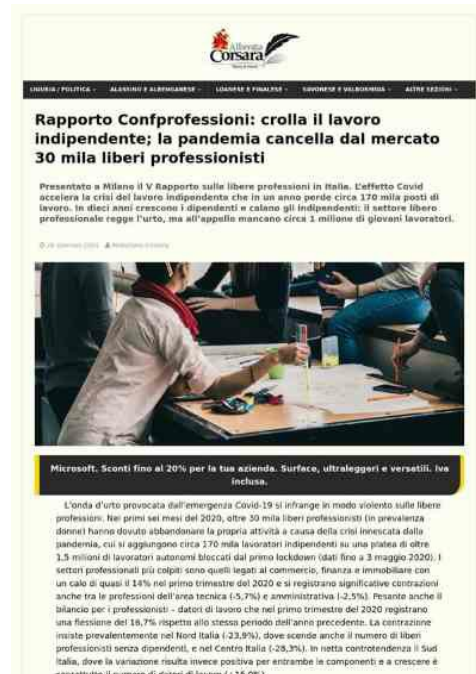 Albenga
Corsara
LIGURIA / POLITICA
ALASSINO E ALBENGANESE
LOANESE E FINALESE
SAVONESE E VALBORMIDA
ALTRE SEZIONI
Rapporto Confprofessioni: crolla il lavoro
indipendente; la pandemia cancella dal mercato
30 mila liberi professionisti
Presentato a Milano il V Rapporto sulle libere professioni in Italia. L'effetto Covid
accelera la crisi del lavoro indipendente che in un anno perde circa 170 mila posti di
lavoro. In dieci anni crescono i dipendenti e calano gli indipendenti: il settore libero
professionale regge l'urto, ma all'appello mancano circa 1 milione di giovani lavoratori.
Microsoft. Sconti fino al 20% per la tua azienda. Surface, ultraleggeri e versatili. Iva
inclusa.
L'onda d'urto provocata dall'emergenza Covid-19 si infrange in modo violento sulle libere
professioni. Nei primi sei mesi del 2020, oltre 30 mila liberi professionisti (in prevalenza
donne) hanno dovuto abbandonare la propria attività a causa della crisi innescata dalla
pandemia, cui si aggiungono circa 170 mila lavoratori indipendenti su una platea di oltre
1,5 milioni di lavoratori autonomi bloccati dal primo lockdown (dati fino a 3 maggio 2020). I
settori professionali più colpiti sono quelli legati al commercio, finanza e immobiliare con
un calo di quasi il 14% nel primo trimestre del 2020 e si registrano significative contrazioni
anche tra le professioni dell'area tecnica (-5,7%) e amministrativa (-2,5%). Pesante anche il
bilancio per i professionisti - datori di lavoro che nel primo trimestre del 2020 registrano
una flessione del 16,7% rispetto allo stesso periodo dell'anno precedente. La contrazione
insiste prevalentemente nel Nord Italia (-23,9%), dove scende anche il numero di liberi
professionisti senza dipendenti, e nel Centro Italia (-28,3%). In netta controtendenza il Sud
Italia, dove la variazione risulta invece positiva per entrambe le componenti e a crescere è
soprattutto il numero di datori di lavoro